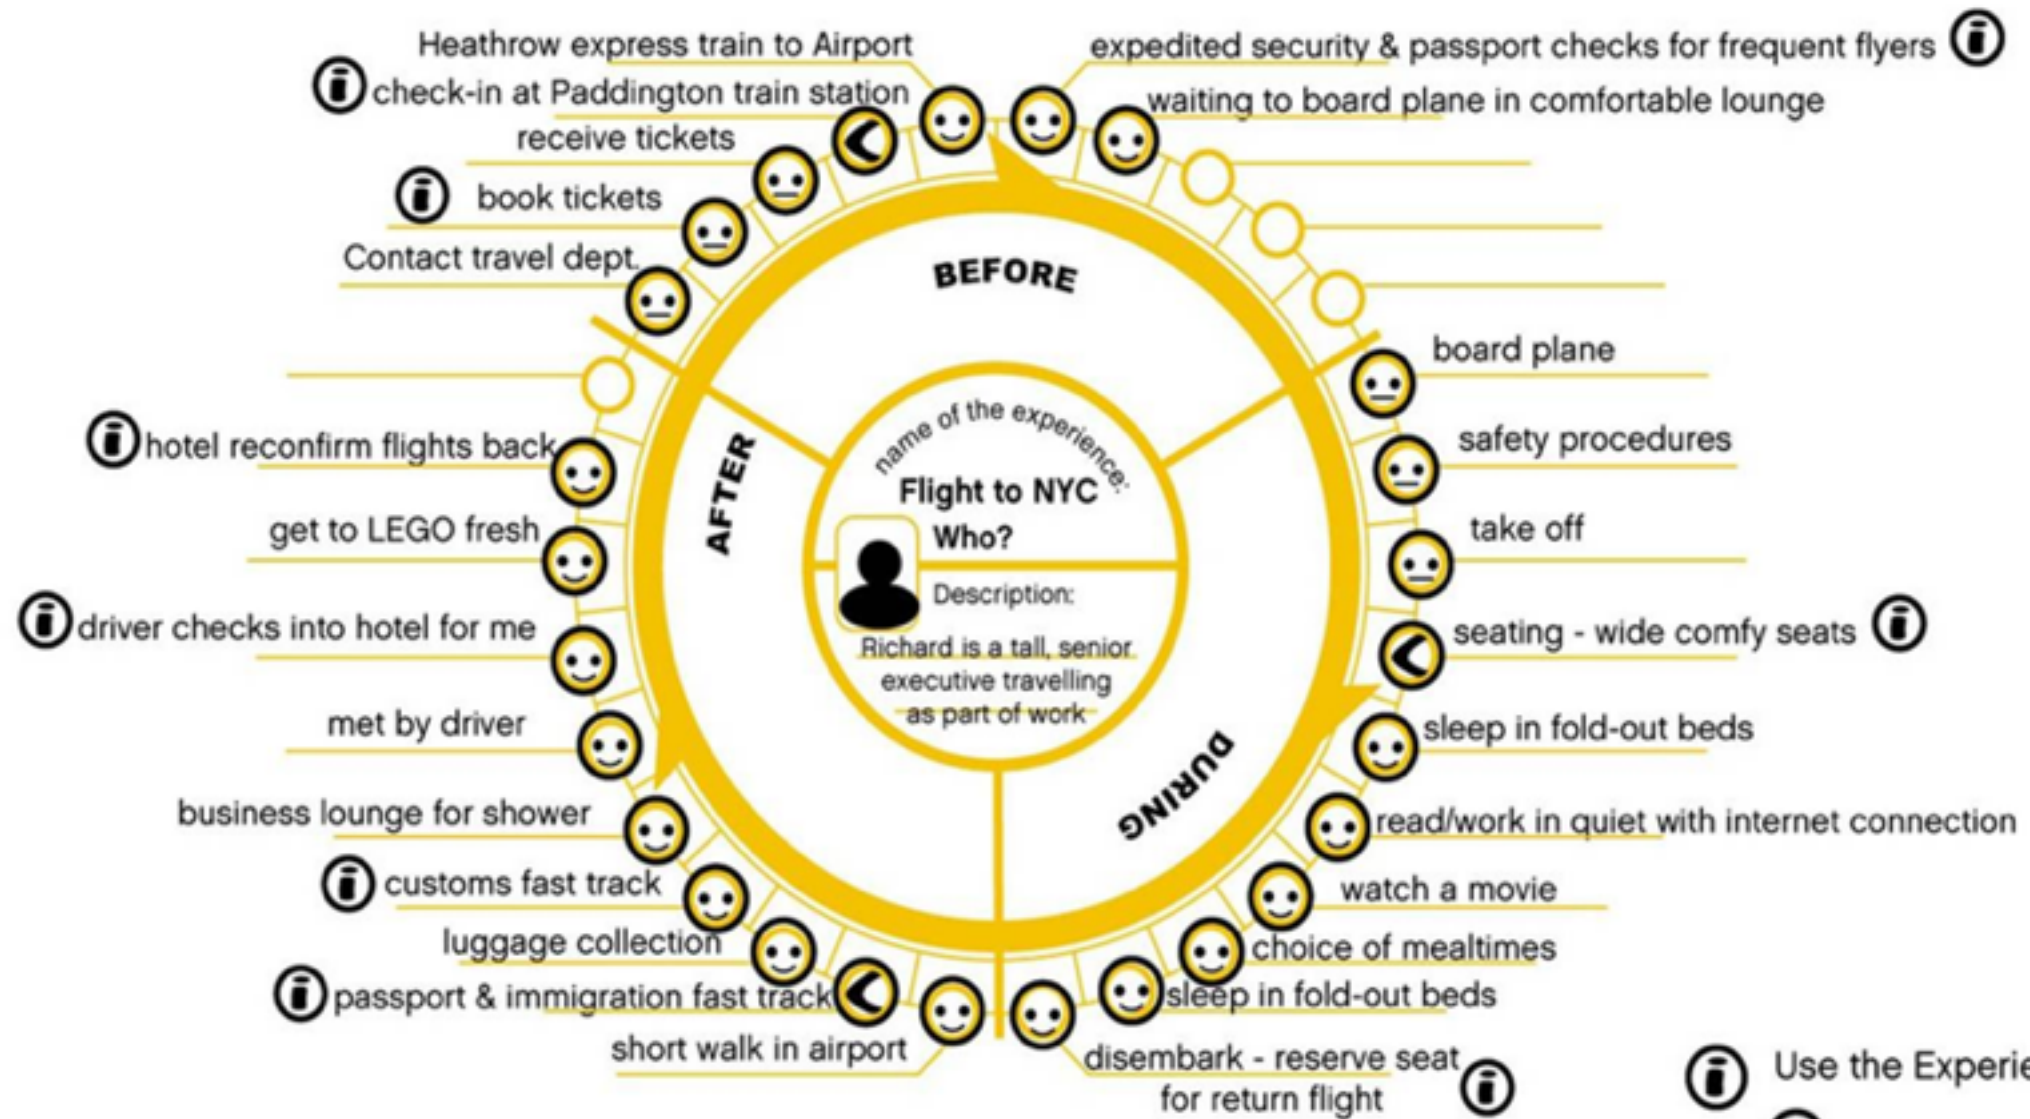 Heathrow express train to Airport
check-in at Paddington train station
receive tickets
book tickets
Contact travel dept.
expedited security & passport checks for frequent flyers
waiting to board plane in comfortable lounge
BEFORE
board plane
safety procedures
take off
seating - wide comfy seats
sleep in fold-out beds
read/work in quiet with internet connection
watch a movie
choice of mealtimes
sleep in fold-out beds
disembark - reserve seat
for return flight
DURING
short walk in airport
passport & immigration fast track
luggage collection
customs fast track
business lounge for shower
met by driver
driver checks into hotel for me
get to LEGO fresh
hotel reconfirm flights back
AFTER
name of the experience:
Flight to NYC
Who?
Description:
Richard is a tall, senior
executive travelling
as part of work
Use the